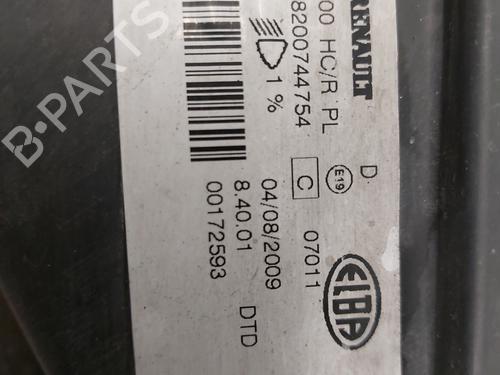 RENAULT
00 HC/R PL
8200744754
1 %
D.
E19
C
07011
04/08/2009
8.40.01
DTD
00172593
ELBA
B-PARTS